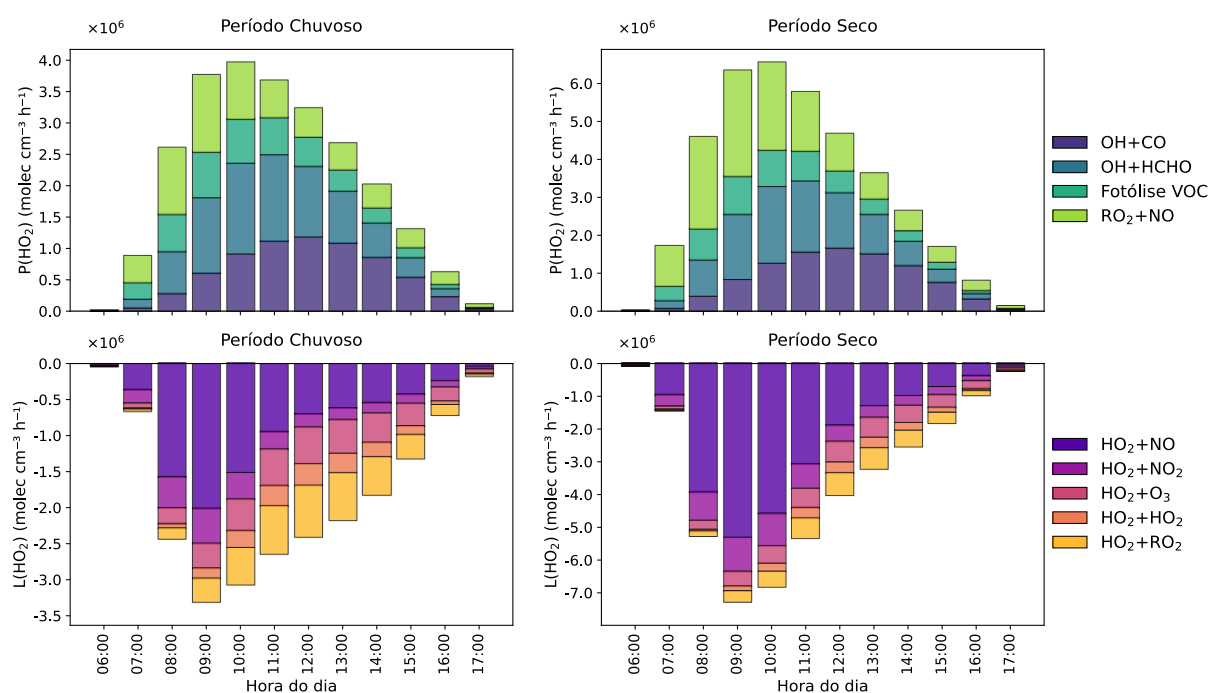 Período Chuvoso
×10⁶
P(HO₂) (molec cm⁻³ h⁻¹)
4.0
3.5
3.0
2.5
2.0
1.5
1.0
0.5
0.0
Período Seco
×10⁶
P(HO₂) (molec cm⁻³ h⁻¹)
6.0
5.0
4.0
3.0
2.0
1.0
0.0
OH+CO
OH+HCHO
Fotólise VOC
RO₂+NO
Período Chuvoso
×10⁶
L(HO₂) (molec cm⁻³ h⁻¹)
0.0
-0.5
-1.0
-1.5
-2.0
-2.5
-3.0
-3.5
06:00 07:00 08:00 09:00 10:00 11:00 12:00 13:00 14:00 15:00 16:00 17:00
Hora do dia
Período Seco
×10⁶
L(HO₂) (molec cm⁻³ h⁻¹)
0.0
-1.0
-2.0
-3.0
-4.0
-5.0
-6.0
-7.0
06:00 07:00 08:00 09:00 10:00 11:00 12:00 13:00 14:00 15:00 16:00 17:00
Hora do dia
HO₂+NO
HO₂+NO₂
HO₂+O₃
HO₂+HO₂
HO₂+RO₂